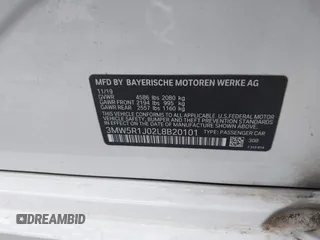 MFD BY BAYERISCHE MOTOREN WERKE AG
11/19
GVWR 4586 lbs 2080 kg
GAWR FRONT 2194 lbs 995 kg
GAWR REAR 2557 lbs 1160 kg
THIS VEHICLE CONFORMS TO ALL APPLICABLE
FEDERAL MOTOR VEHICLE SAFETY, BUMPER,
AND THEFT PREVENTION STANDARDS IN EFFECT
ON THE DATE OF MANUFACTURE SHOWN ABOVE.
3MW5R1J02L8B20101 TYPE: PASSENGER CAR
300
DREAMBID